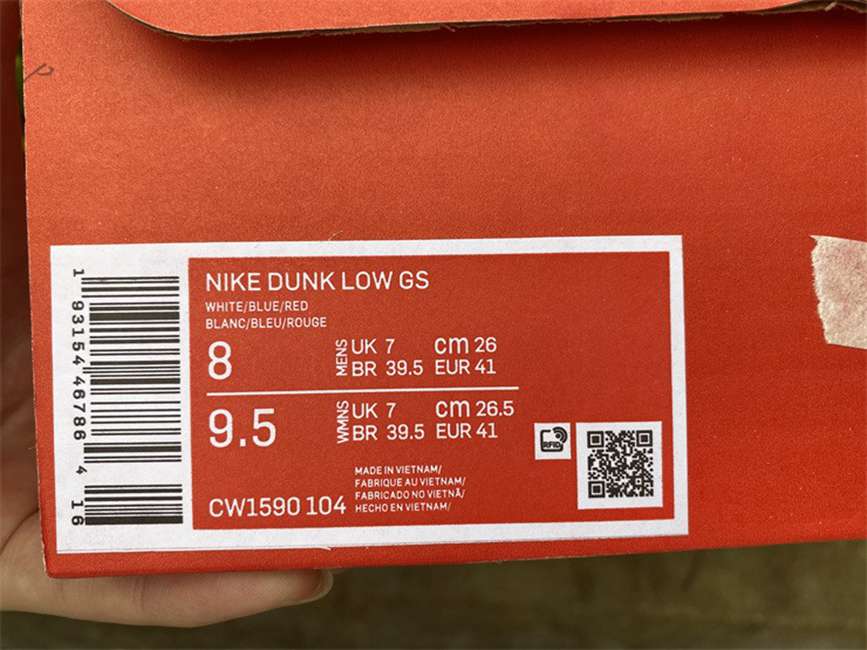 NIKE DUNK LOW GS
WHITE/BLUE/RED
BLANC/BLEU/ROUGE
8 MENS UK 7 cm 26
BR 39.5 EUR 41
9.5 WMNS UK 7 cm 26.5
BR 39.5 EUR 41
RFID
MADE IN VIETNAM/
FABRIQUE AU VIETNAM/
FABRICADO NO VIETNÃ/
HECHO EN VIETNAM/
CW1590 104
1 93154 46786 4 16